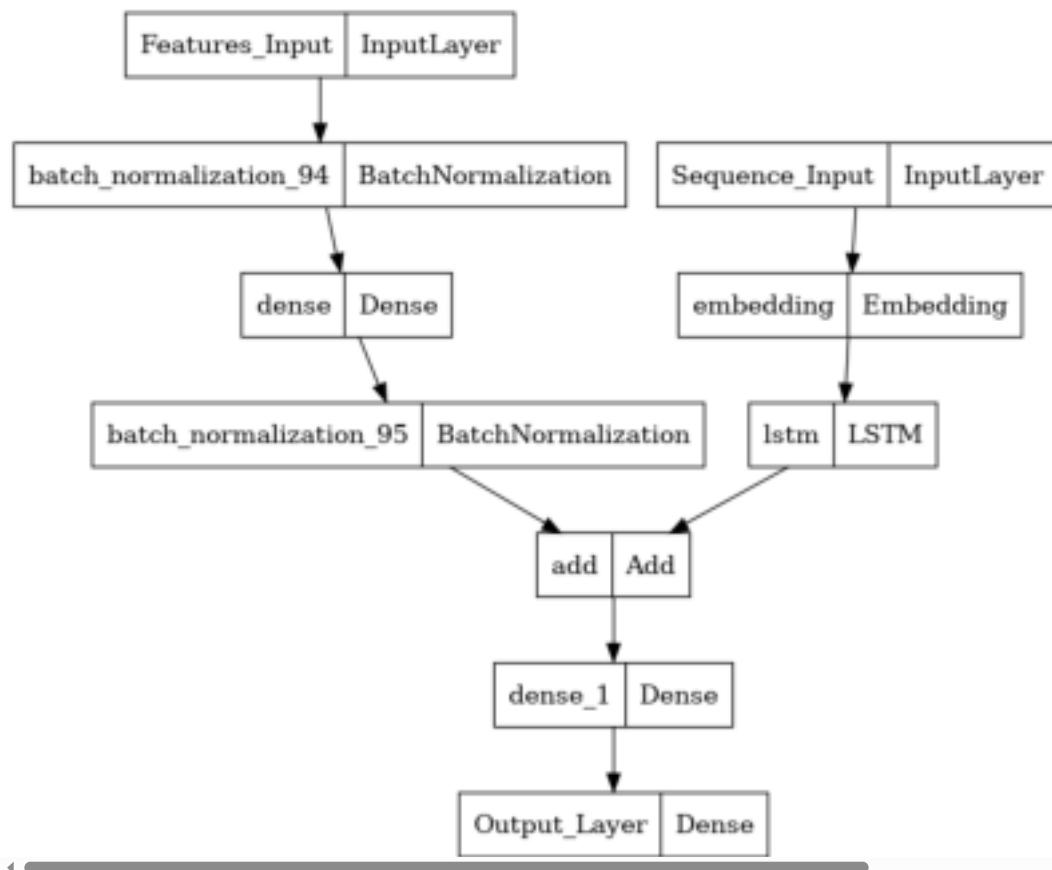 Features_Input InputLayer
batch_normalization_94 BatchNormalization
Sequence_Input InputLayer
dense Dense
embedding Embedding
batch_normalization_95 BatchNormalization
lstm LSTM
add Add
dense_1 Dense
Output_Layer Dense